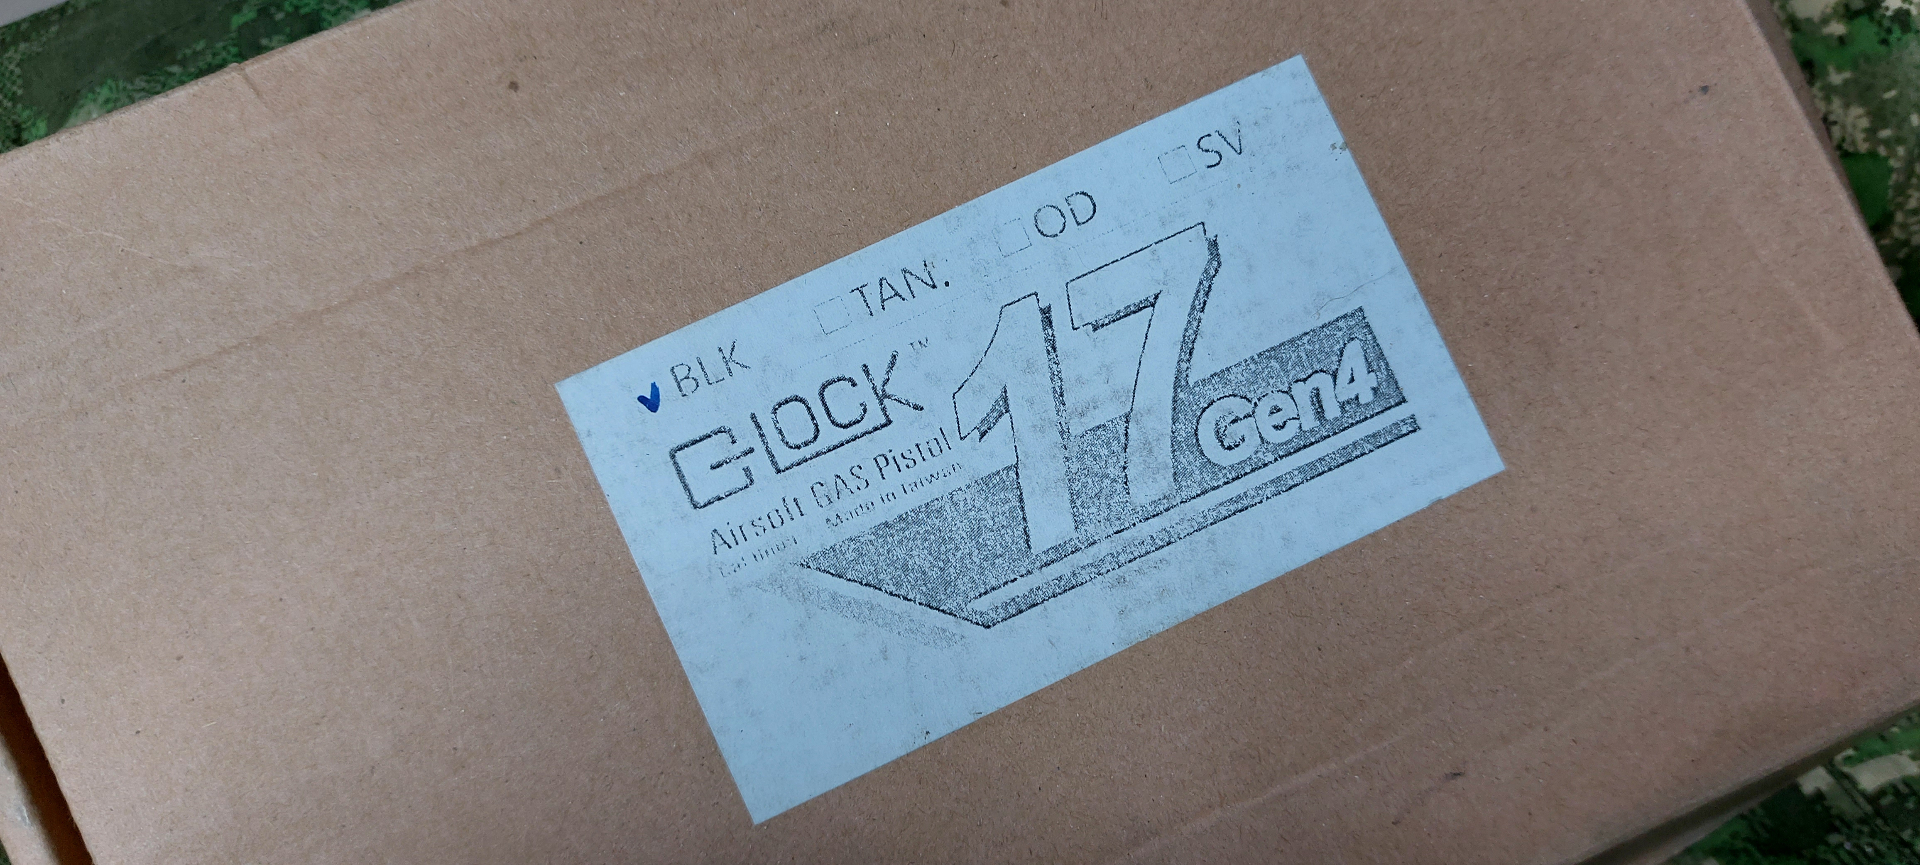 BLK TAN. OD SV
GLOCK™ 17 Gen4
Airsoft GAS Pistol
Made in Taiwan